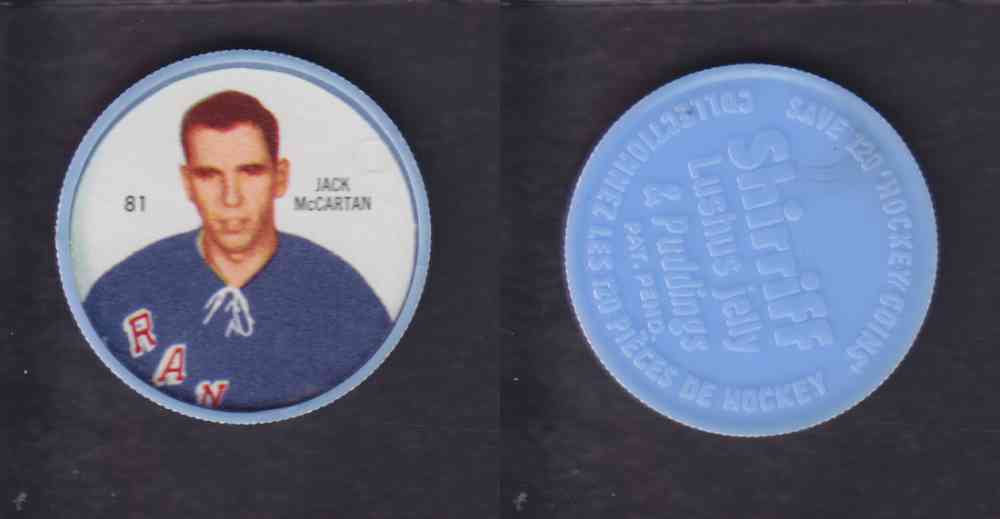 81
JACK
McCARTAN
RAN
SAVE 120 "HOCKEY COINS"
COLLECTIONNEZ LES 120 PIÈCES DE HOCKEY
Shirriff
Lushus Jelly
& Puddings
PAT. PEND.